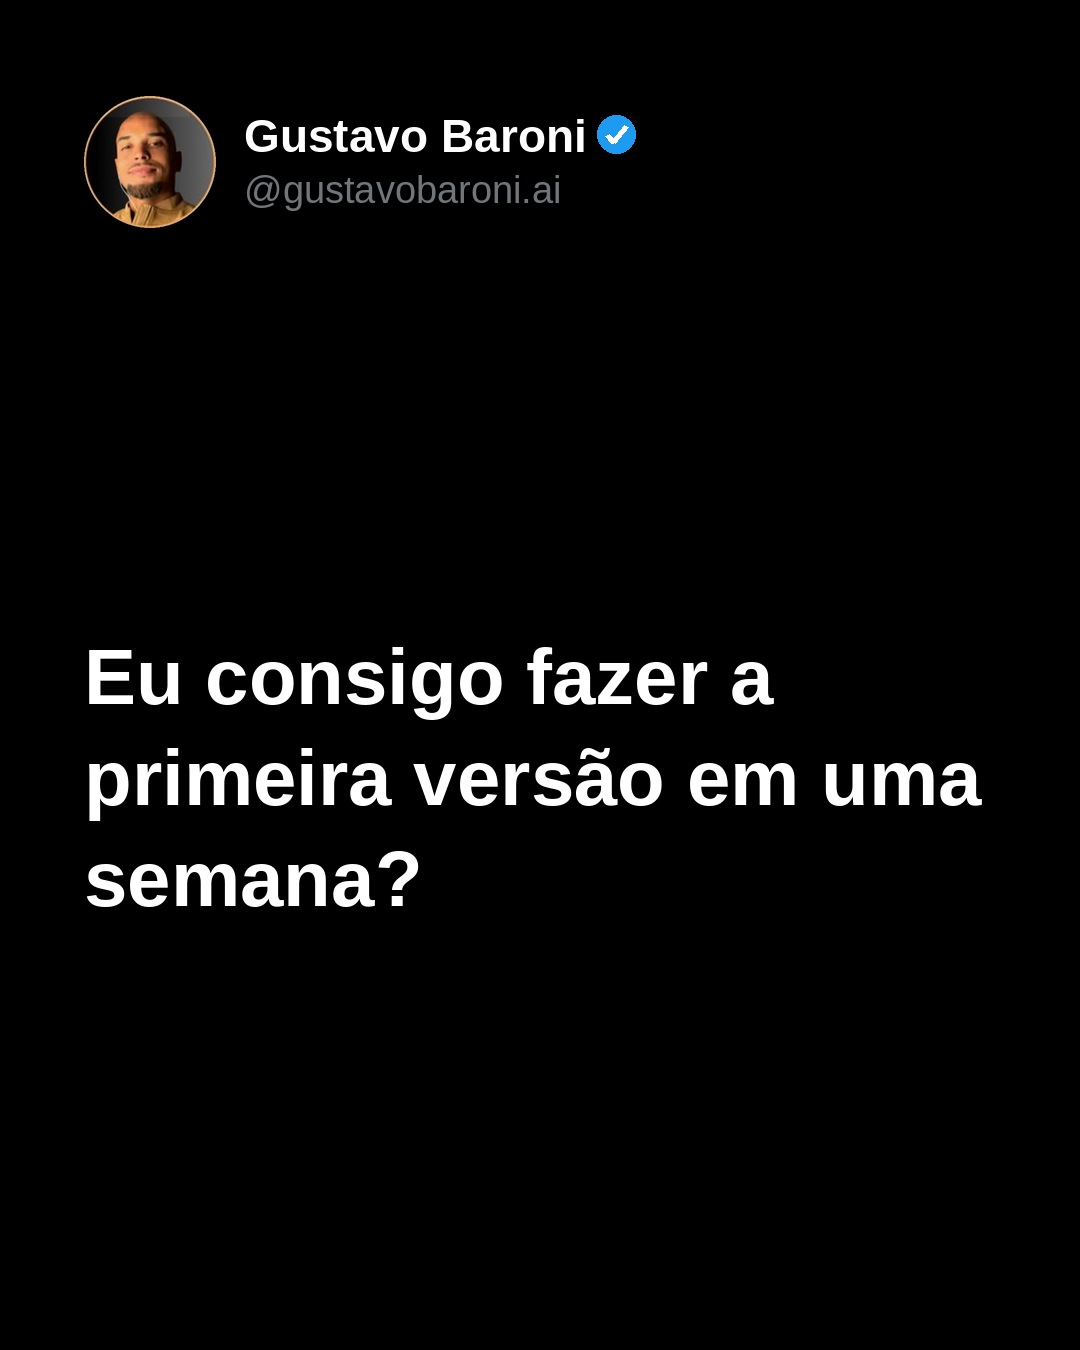 Gustavo Baroni
@gustavobaroni.ai
Eu consigo fazer a
primeira versão em uma
semana?